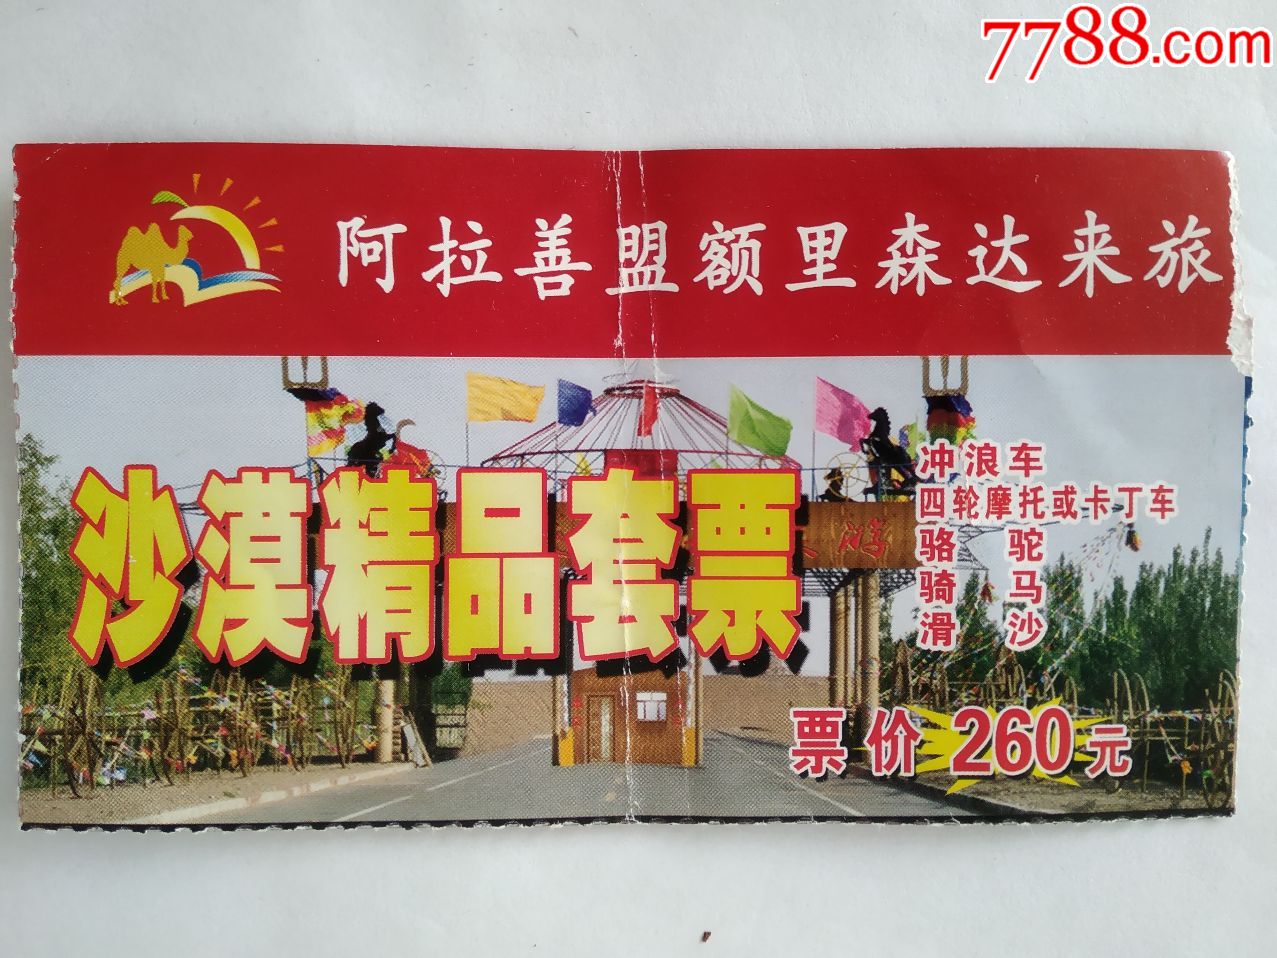 7788.com
阿拉善盟额里森达来旅
沙漠精品套票
冲浪车
四轮摩托或卡丁车
骆驼
骑马
滑沙
游
票价260元